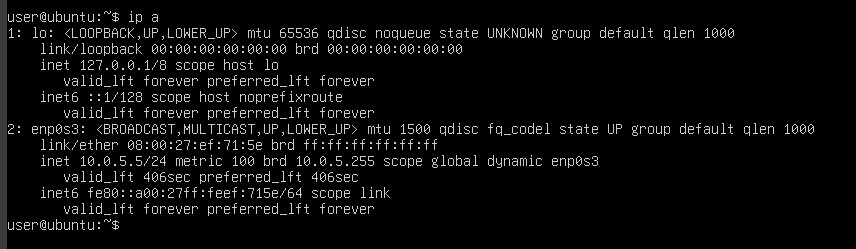 user@ubuntu:~$ ip a
1: lo: <LOOPBACK,UP,LOWER_UP> mtu 65536 qdisc noqueue state UNKNOWN group default qlen 1000
    link/loopback 00:00:00:00:00:00 brd 00:00:00:00:00:00
    inet 127.0.0.1/8 scope host lo
       valid_lft forever preferred_lft forever
    inet6 ::1/128 scope host noprefixroute
       valid_lft forever preferred_lft forever
2: enp0s3: <BROADCAST,MULTICAST,UP,LOWER_UP> mtu 1500 qdisc fq_codel state UP group default qlen 1000
    link/ether 08:00:27:ef:71:5e brd ff:ff:ff:ff:ff:ff
    inet 10.0.5.5/24 metric 100 brd 10.0.5.255 scope global dynamic enp0s3
       valid_lft 406sec preferred_lft 406sec
    inet6 fe80::a00:27ff:feef:715e/64 scope link
       valid_lft forever preferred_lft forever
user@ubuntu:~$